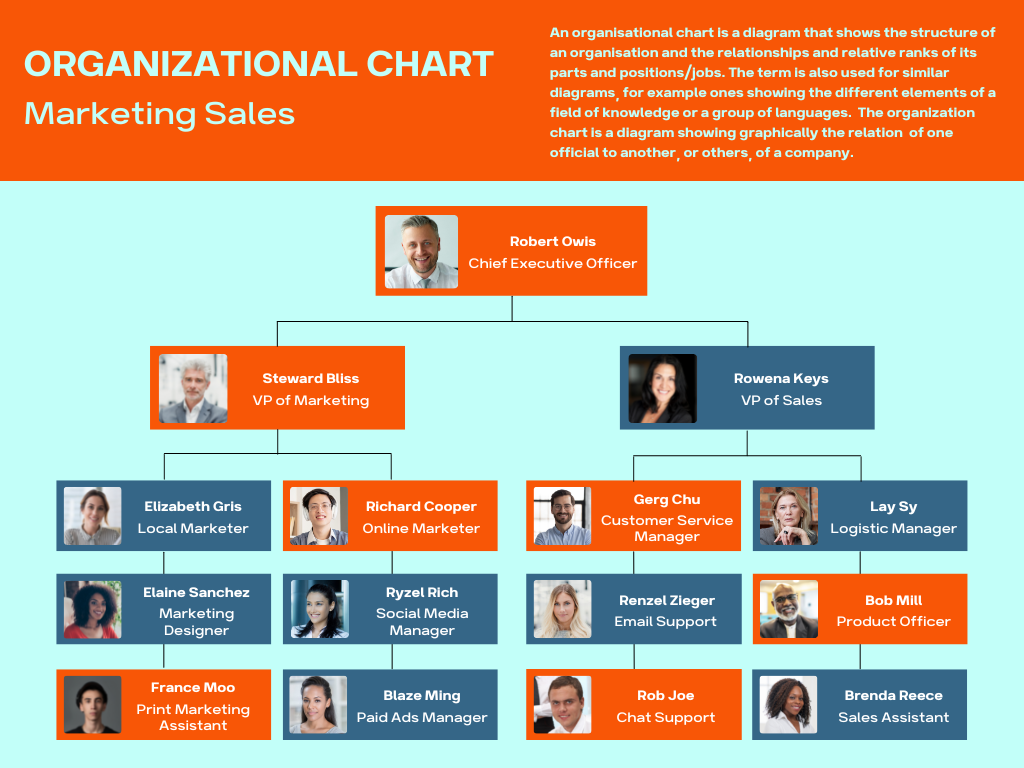 ORGANIZATIONAL CHART
Marketing Sales
An organisational chart is a diagram that shows the structure of
an organisation and the relationships and relative ranks of its
parts and positions/jobs. The term is also used for similar
diagrams, for example ones showing the different elements of a
field of knowledge or a group of languages. The organization
chart is a diagram showing graphically the relation of one
official to another, or others, of a company.
Robert Owis
Chief Executive Officer
Steward Bliss
VP of Marketing
Rowena Keys
VP of Sales
Elizabeth Gris
Local Marketer
Richard Cooper
Online Marketer
Gerg Chu
Customer Service
Manager
Lay Sy
Logistic Manager
Elaine Sanchez
Marketing
Designer
Ryzel Rich
Social Media
Manager
Renzel Zieger
Email Support
Bob Mill
Product Officer
France Moo
Print Marketing
Assistant
Blaze Ming
Paid Ads Manager
Rob Joe
Chat Support
Brenda Reece
Sales Assistant